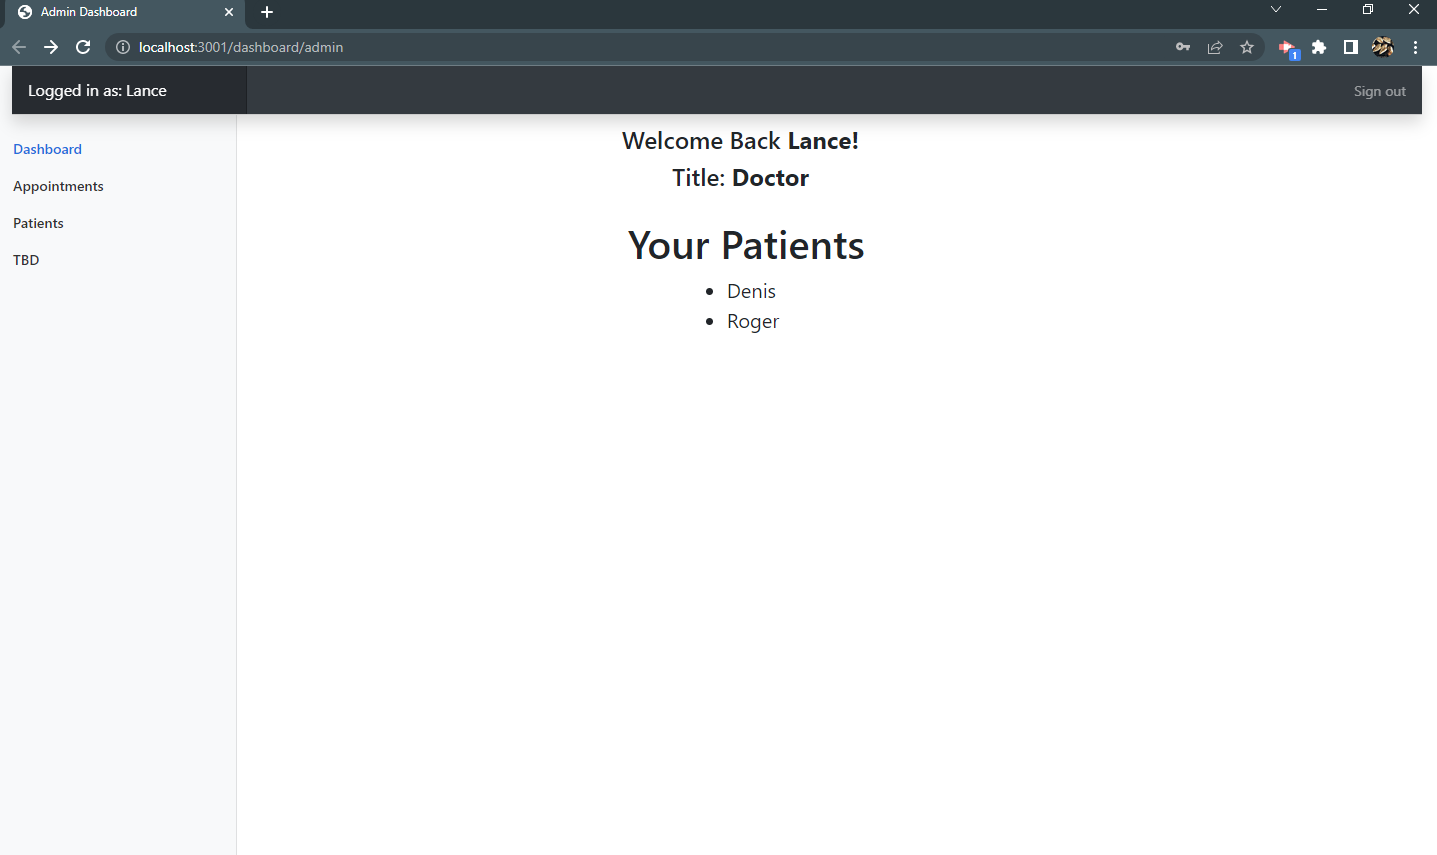 Admin Dashboard
localhost:3001/dashboard/admin
1
Logged in as: Lance
Sign out
Dashboard
Appointments
Patients
TBD
Welcome Back Lance!
Title: Doctor
Your Patients
Denis
Roger